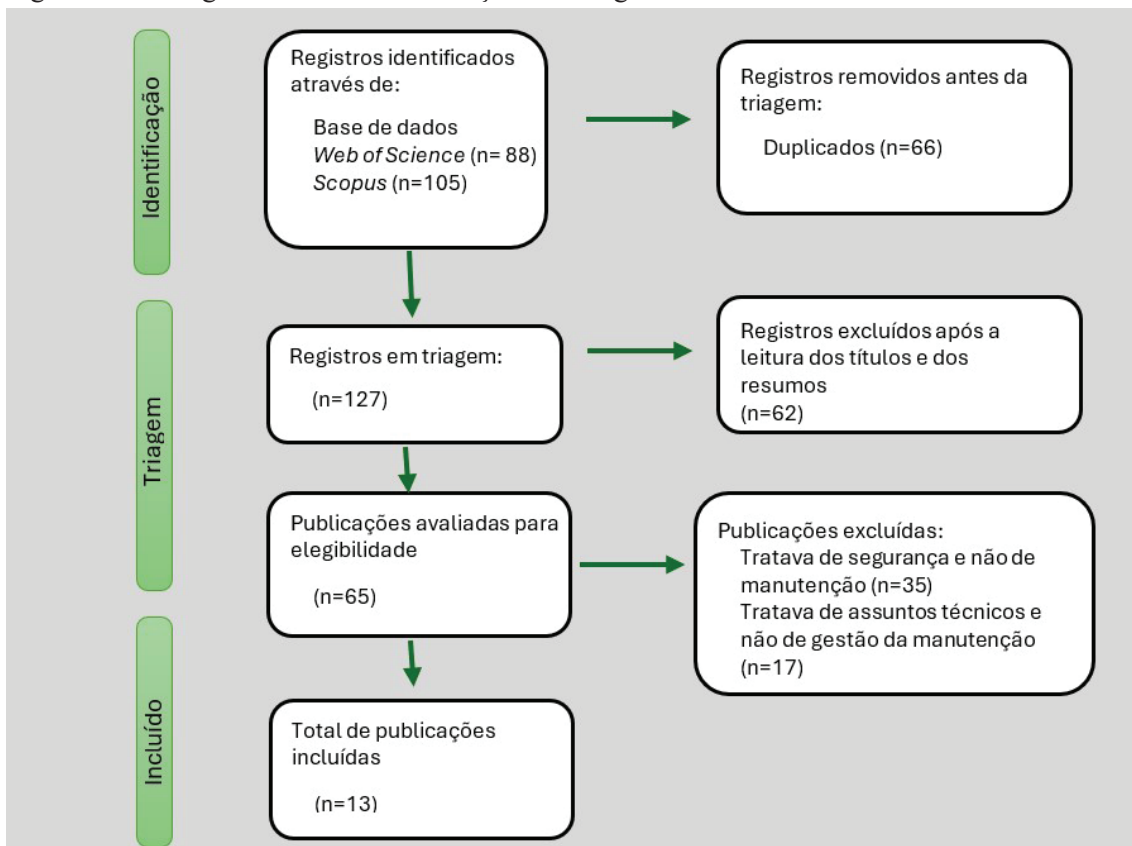 Identificação
Registros identificados
através de:
Base de dados
Web of Science (n= 88)
Scopus (n=105)
Registros removidos antes da
triagem:
Duplicados (n=66)
Triagem
Registros em triagem:
(n=127)
Registros excluídos após a
leitura dos títulos e dos
resumos
(n=62)
Publicações avaliadas para
elegibilidade
(n=65)
Publicações excluídas:
Tratava de segurança e não de
manutenção (n=35)
Tratava de assuntos técnicos e
não de gestão da manutenção
(n=17)
Incluído
Total de publicações
incluídas
(n=13)